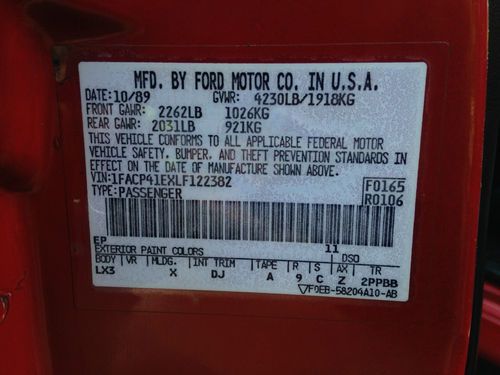 MFD. BY FORD MOTOR CO. IN U.S.A.
DATE: 10/89 GVWR: 4230LB/1918KG
FRONT GAWR: 2262LB 1026KG
REAR GAWR: 2031LB 921KG
THIS VEHICLE CONFORMS TO ALL APPLICABLE FEDERAL MOTOR
VEHICLE SAFETY, BUMPER, AND THEFT PREVENTION STANDARDS IN
EFFECT ON THE DATE OF MANUFACTURE SHOWN ABOVE.
VIN:1FACP41EXLF122382 F0165
TYPE:PASSENGER R0106
EP 11
EXTERIOR PAINT COLORS DSO
BODY VR MLDG. INT TRIM TAPE R S AX TR
LX3 X DJ A 9 C Z 2PPBB
▽F0EB-58204A10-AB